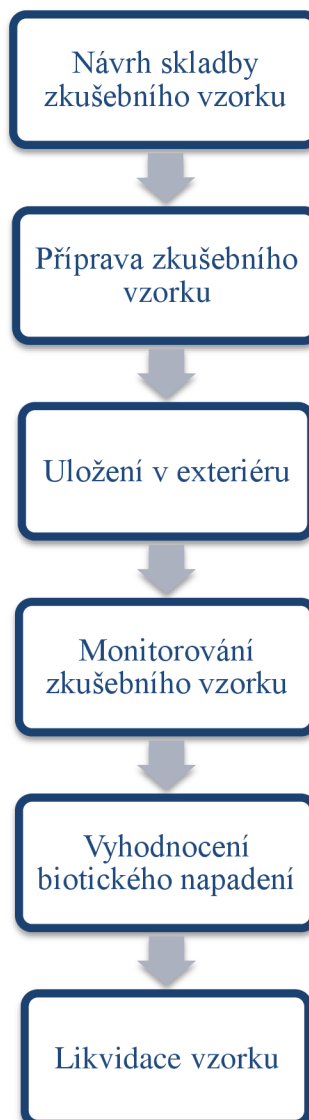 Návrh skladby
zkušebního vzorku
Příprava zkušebního
vzorku
Uložení v exteriéru
Monitorování
zkušebního vzorku
Vyhodnocení
biotického napadení
Likvidace vzorku